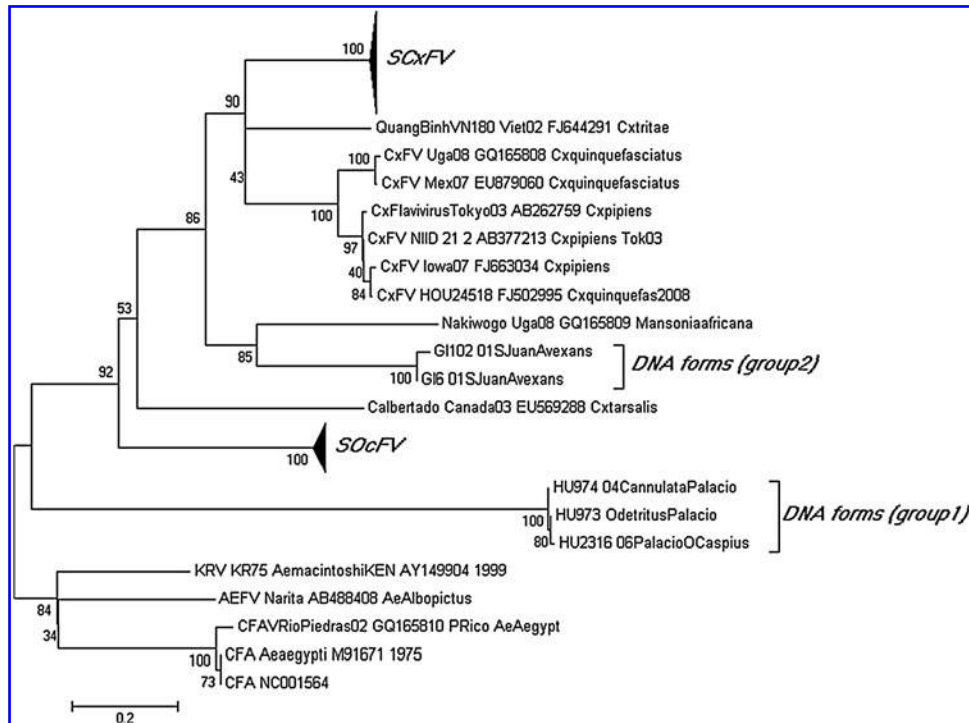 100
SCxFV
90
QuangBinhVN180 Viet02 FJ644291 Cxtritae
100
CxFV Uga08 GQ165808 Cxquinquefasciatus
43
CxFV Mex07 EU879060 Cxquinquefasciatus
86
100
CxFlavivirusTokyo03 AB262759 Cxpipiens
CxFV NIID 21 2 AB377213 Cxpipiens Tok03
97
CxFV Iowa07 FJ663034 Cxpipiens
40
84
CxFV HOU24518 FJ502995 Cxquinquefas2008
53
Nakiwogo Uga08 GQ165809 Mansoniaafricana
85
GI102 01SJuanAvexans
DNA forms (group2)
92
100
GI6 01SJuanAvexans
Calbertado Canada03 EU569288 Cxtarsalis
SOcFV
100
HU974 04CannulataPalacio
100
HU973 OdetritusPalacio
DNA forms (group1)
80
HU2316 06PalacioOCaspius
KRV KR75 AemacintoshiKEN AY149904 1999
84
AEFV Narita AB488408 AeAlbopictus
34
CFAVRioPiedras02 GQ165810 PRico AeAegypt
100
CFA Aeaegypti M91671 1975
73
CFA NC001564
0.2